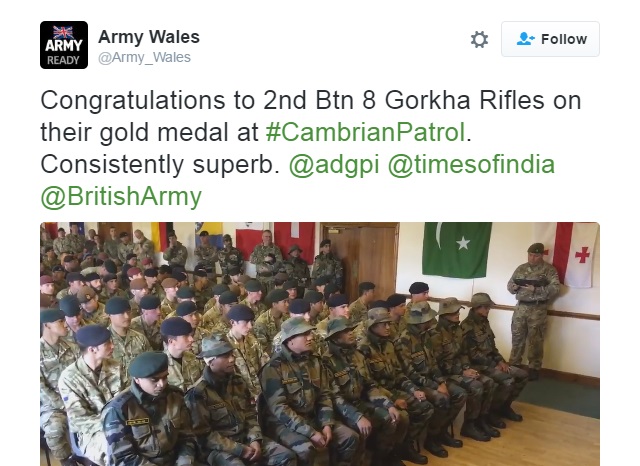 ARMY
READY
Army Wales
@Army_Wales
Follow
Congratulations to 2nd Btn 8 Gorkha Rifles on
their gold medal at #CambrianPatrol.
Consistently superb. @adgpi @timesofindia
@BritishArmy